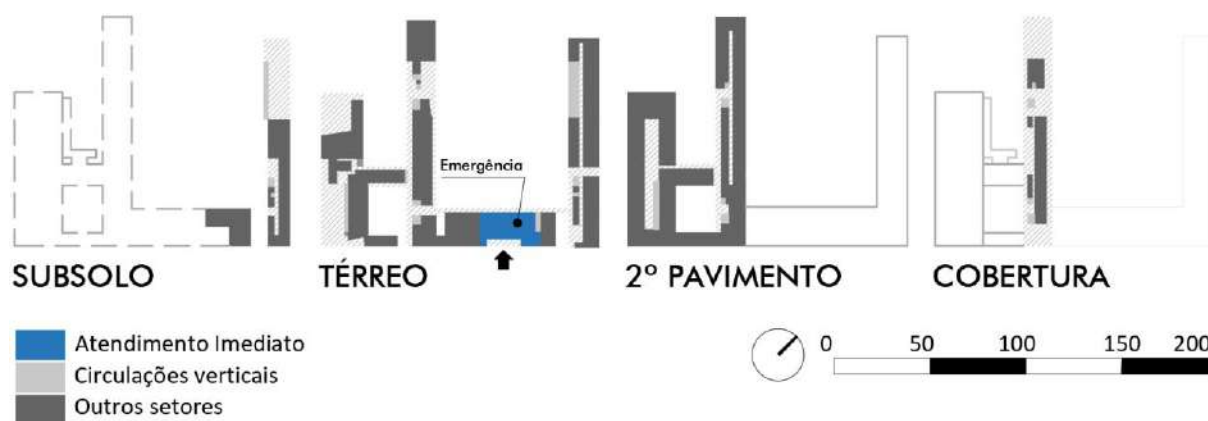 Emergência
SUBSOLO
TÉRREO
2º PAVIMENTO
COBERTURA
Atendimento Imediato
Circulações verticais
Outros setores
0 50 100 150 200